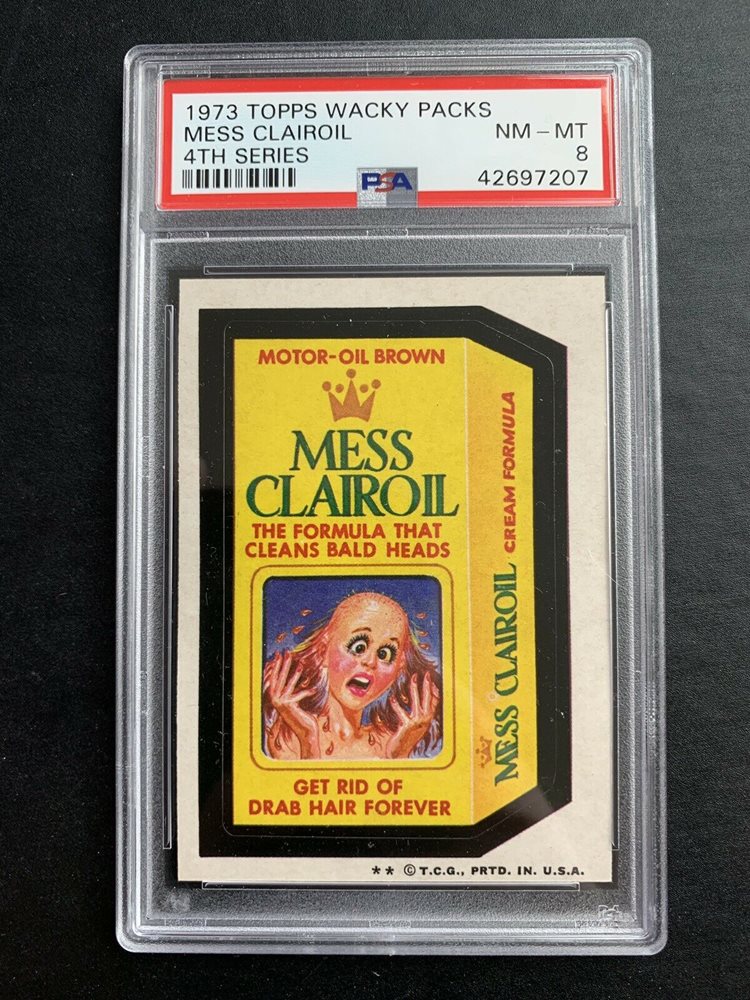 1973 TOPPS WACKY PACKS
MESS CLAIROIL NM – MT
4TH SERIES 8
PSA 42697207
MOTOR-OIL BROWN
MESS
CLAIROIL
THE FORMULA THAT
CLEANS BALD HEADS
GET RID OF
DRAB HAIR FOREVER
MESS CLAIROIL CREAM FORMULA
** © T.C.G., PRTD. IN. U.S.A.